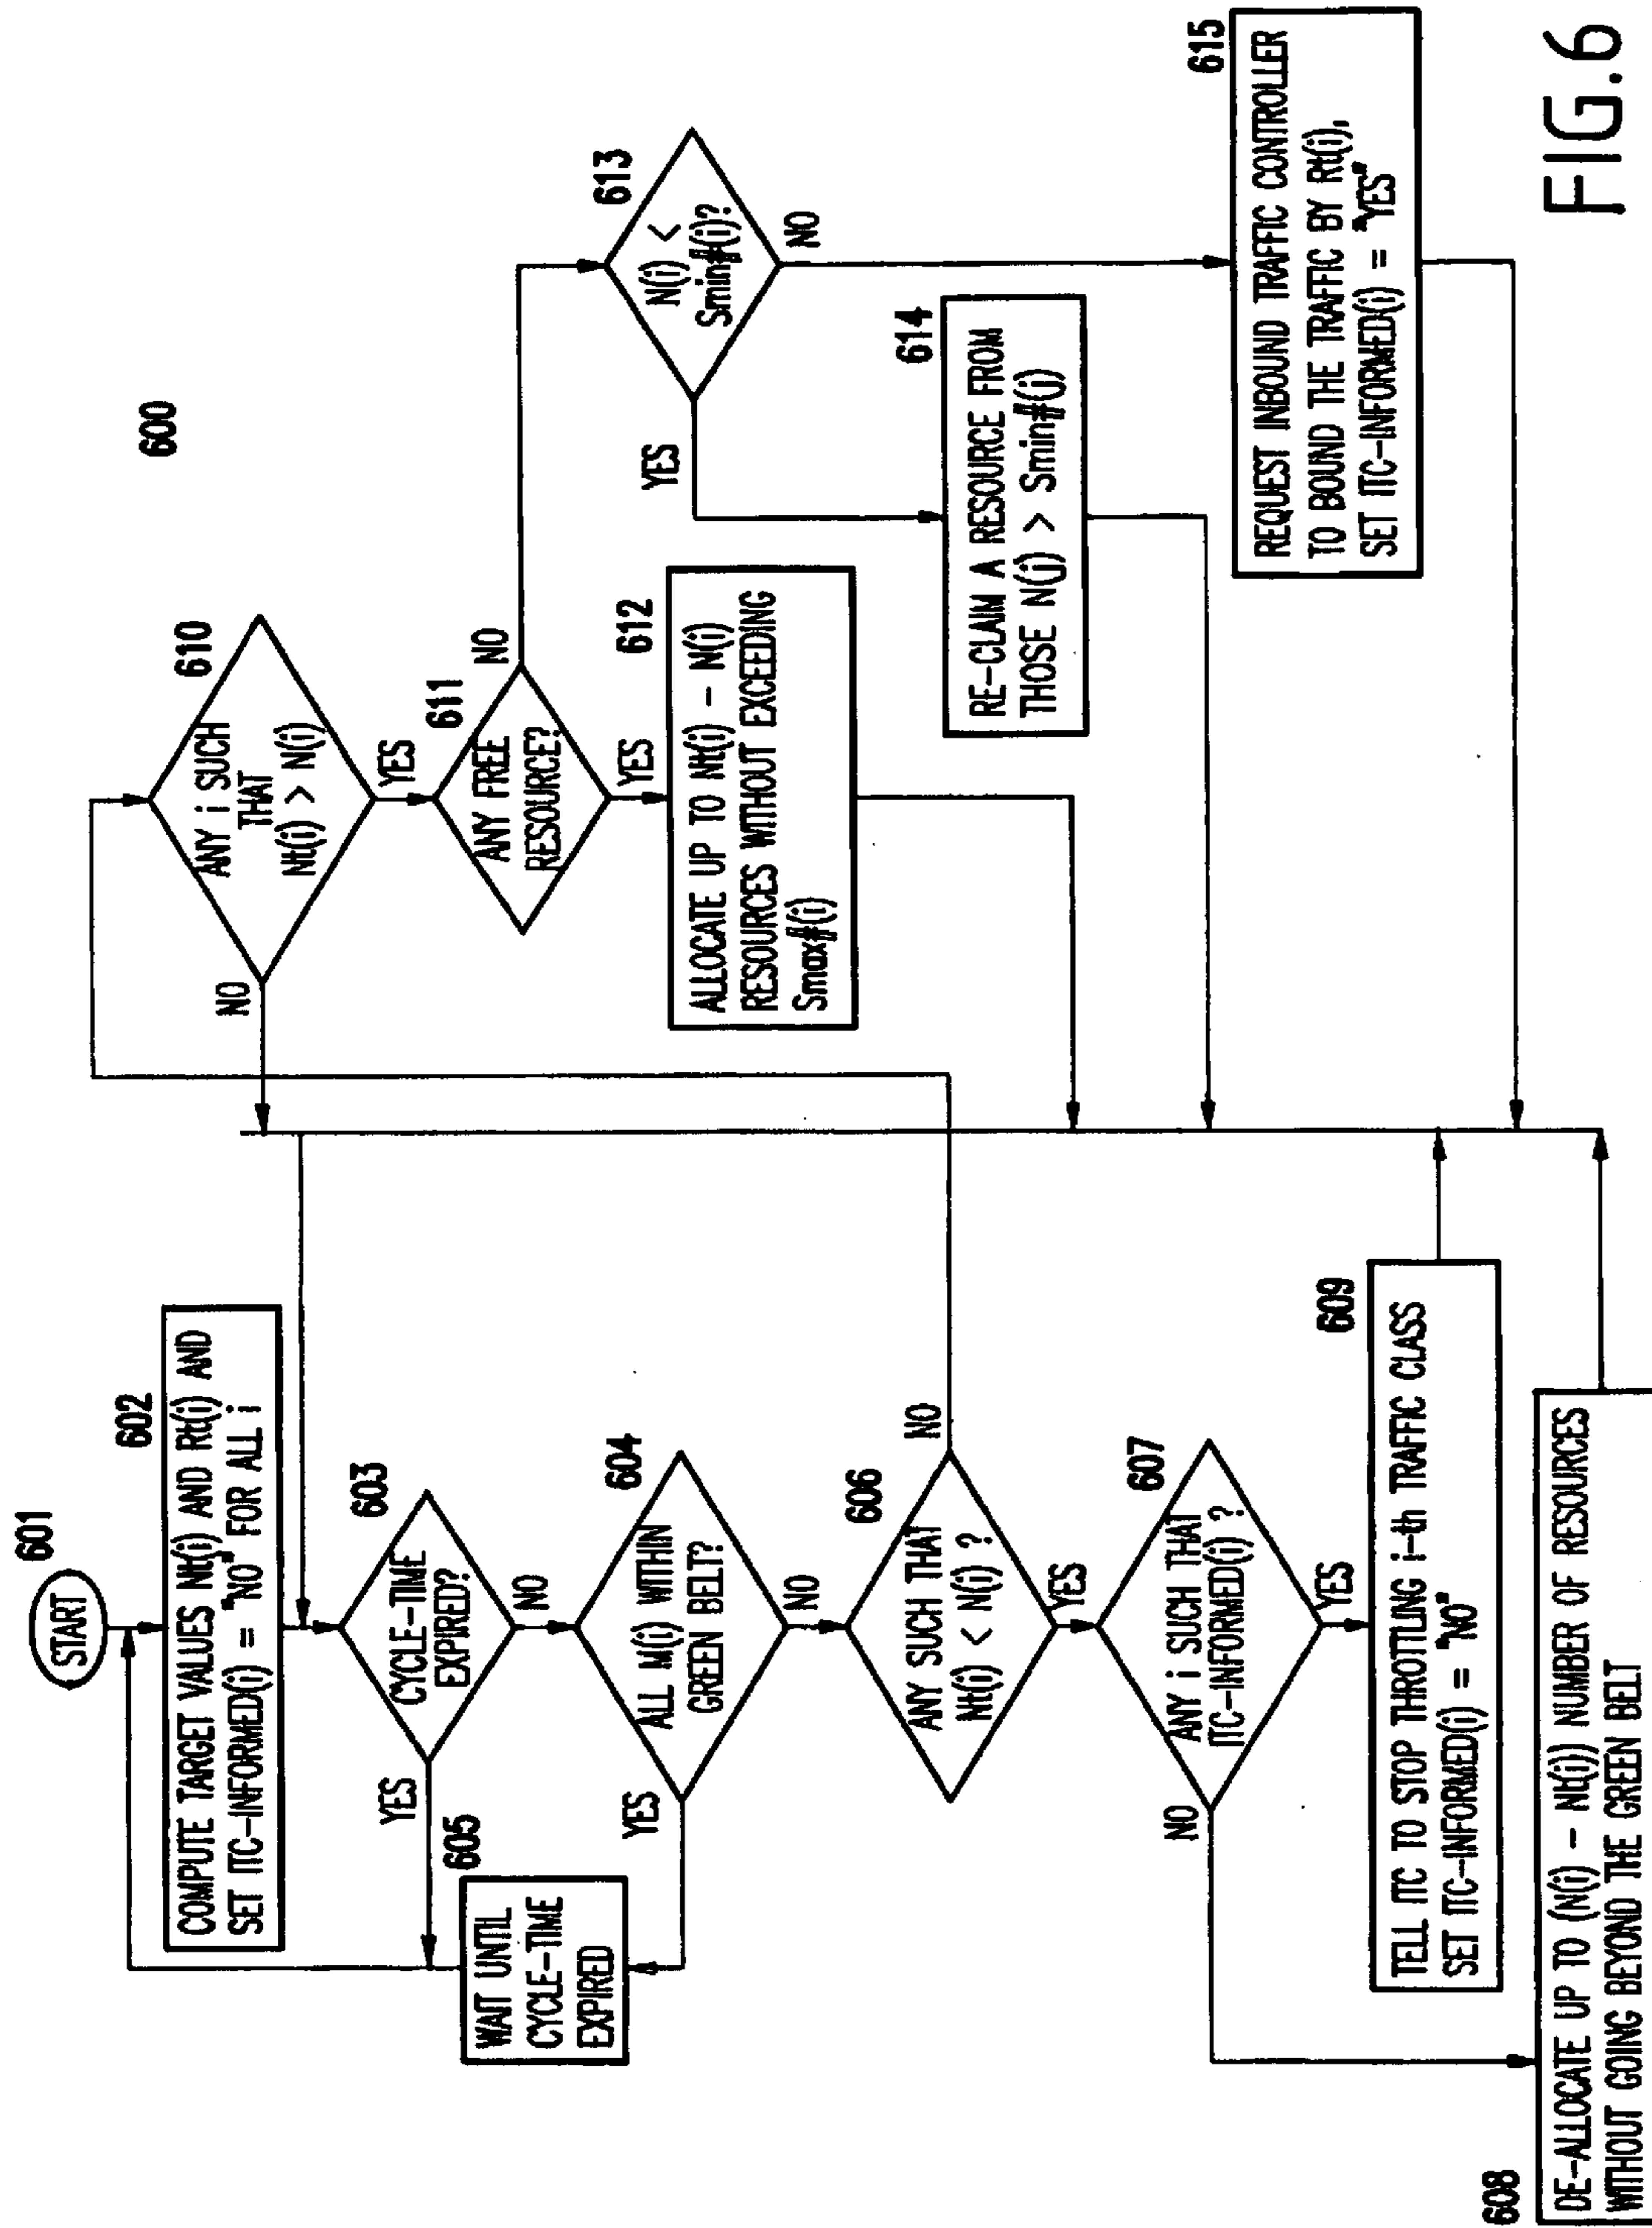 600
601
START
602
COMPUTE TARGET VALUES Nt(i) AND Rt(i) AND
SET ITC-INFORMED(i) = "NO" FOR ALL i
603
CYCLE-TIME
EXPIRED?
YES
NO
604
ALL M(i) WITHIN
GREEN BELT?
YES
NO
605
WAIT UNTIL
CYCLE-TIME
EXPIRED
606
ANY SUCH THAT
Nt(i) < N(i) ?
NO
YES
607
ANY i SUCH THAT
ITC-INFORMED(i) ?
NO
YES
609
TELL ITC TO STOP THROTTLING i-th TRAFFIC CLASS
SET ITC-INFORMED(i) = "NO"
608
DE-ALLOCATE UP TO (N(i) - Nt(i)) NUMBER OF RESOURCES
WITHOUT GOING BEYOND THE GREEN BELT
610
ANY i SUCH
THAT
Nt(i) > N(i)
NO
YES
611
ANY FREE
RESOURCE?
NO
YES
612
ALLOCATE UP TO Nt(i) - N(i)
RESOURCES WITHOUT EXCEEDING
Smax#(i)
613
N(i) <
Smin#(i)?
YES
NO
614
RE-CLAIM A RESOURCE FROM
THOSE N(j) > Smin#(j)
615
REQUEST INBOUND TRAFFIC CONTROLLER
TO BOUND THE TRAFFIC BY Rt(i),
SET ITC-INFORMED(i) = "YES"
FIG.6